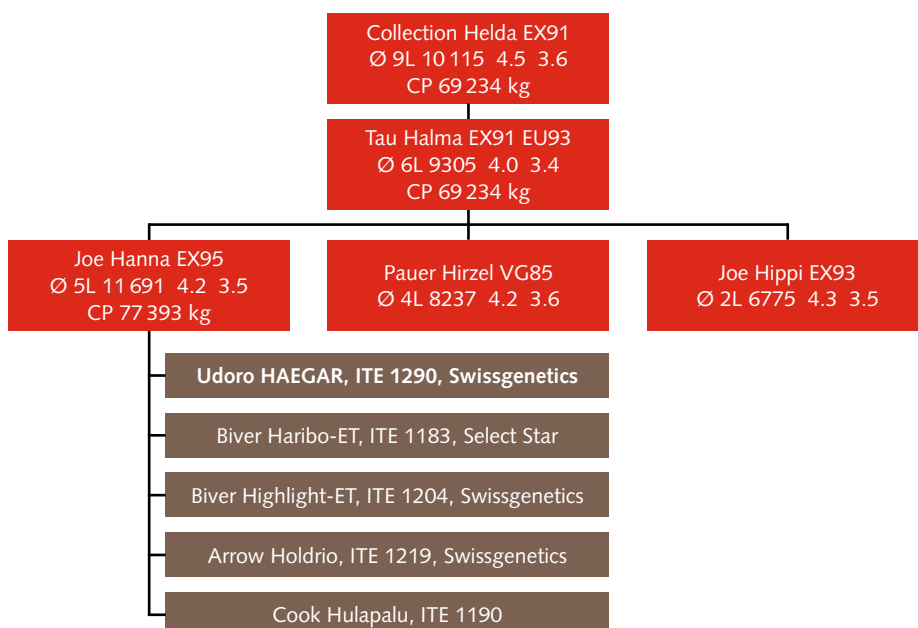 Collection Helda EX91
Ø 9L 10 115 4.5 3.6
CP 69 234 kg
Tau Halma EX91 EU93
Ø 6L 9305 4.0 3.4
CP 69 234 kg
Joe Hanna EX95
Ø 5L 11 691 4.2 3.5
CP 77 393 kg
Pauer Hirzel VG85
Ø 4L 8237 4.2 3.6
Joe Hippi EX93
Ø 2L 6775 4.3 3.5
Udoro HAEGAR, ITE 1290, Swissgenetics
Biver Haribo-ET, ITE 1183, Select Star
Biver Highlight-ET, ITE 1204, Swissgenetics
Arrow Holdrio, ITE 1219, Swissgenetics
Cook Hulapalu, ITE 1190